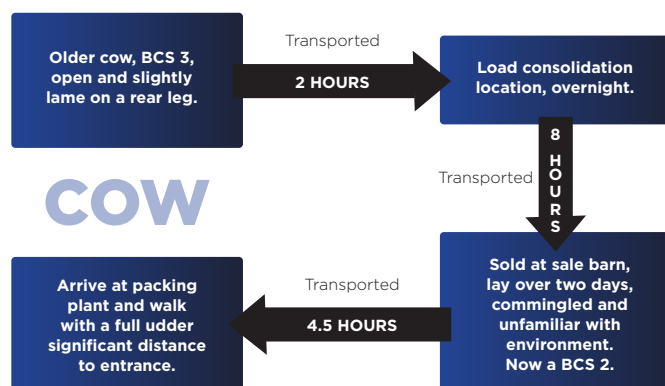 Older cow, BCS 3,
open and slightly
lame on a rear leg.
Transported
2 HOURS
Load consolidation
location, overnight.
Transported
8 HOURS
COW
Sold at sale barn,
lay over two days,
commingled and
unfamiliar with
environment.
Now a BCS 2.
Transported
4.5 HOURS
Arrive at packing
plant and walk
with a full udder
significant distance
to entrance.